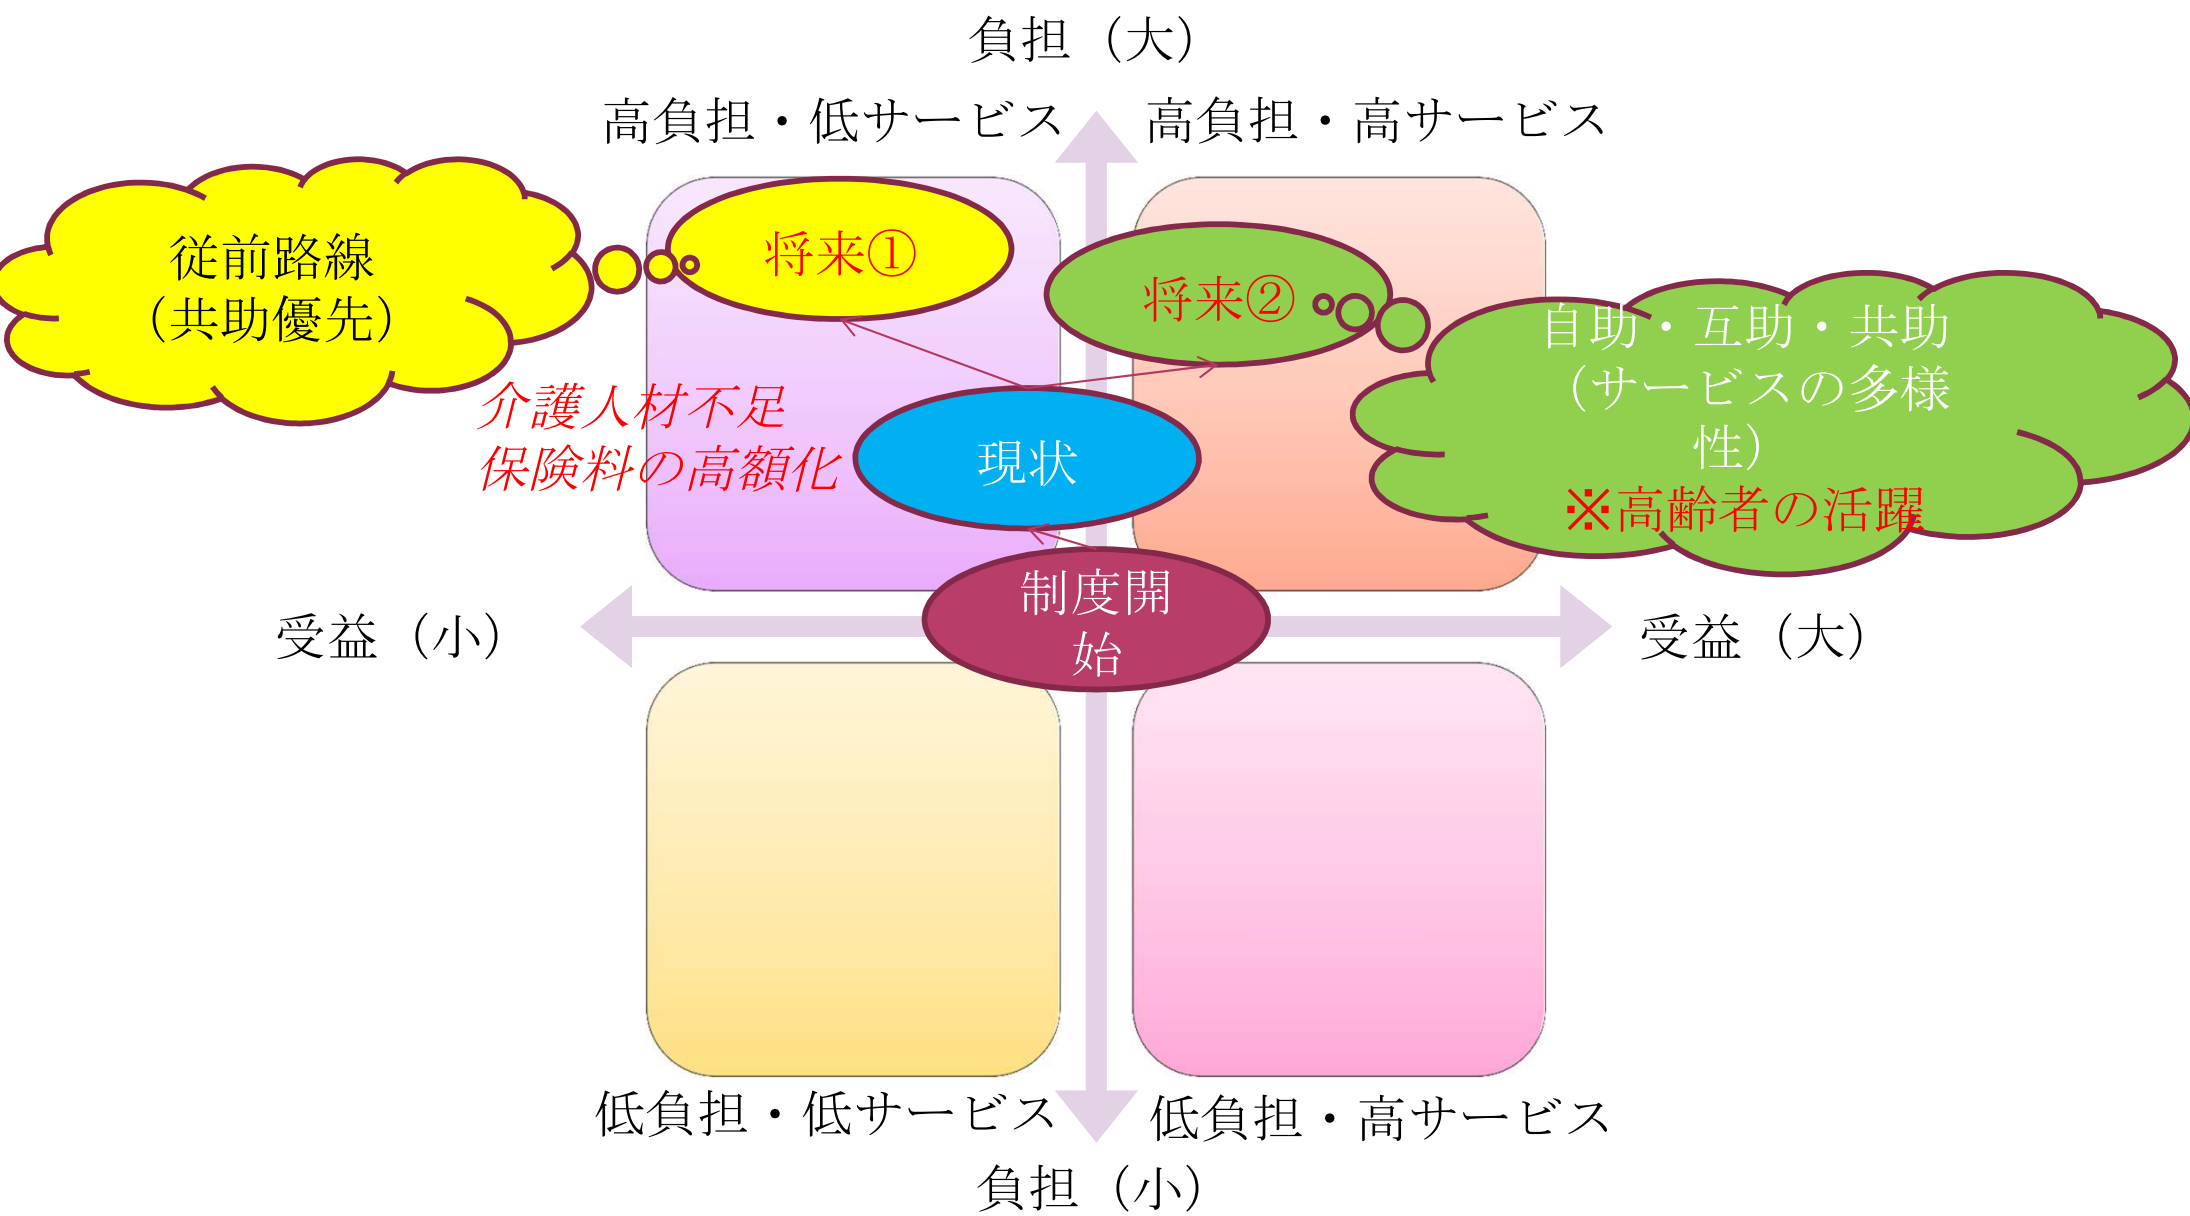 負担（大）
高負担・低サービス
高負担・高サービス
従前路線
（共助優先）
将来①
将来②
自助・互助・共助
（サービスの多様
性）
※高齢者の活躍
介護人材不足
保険料の高額化
現状
制度開
始
受益（小）
受益（大）
低負担・低サービス
低負担・高サービス
負担（小）